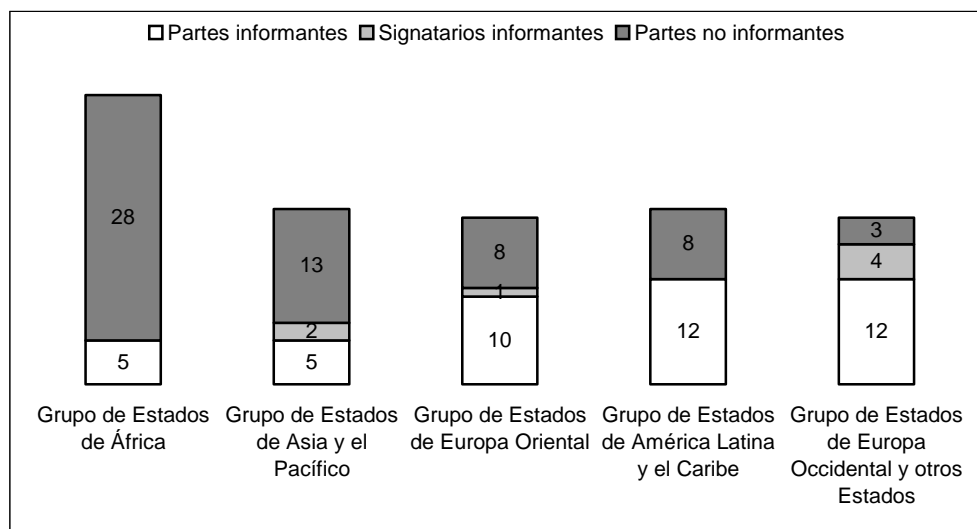 Partes informantes Signatarios informantes Partes no informantes
28
5
13
2
5
8
1
10
8
12
3
4
12
Grupo de Estados
de África
Grupo de Estados
de Asia y el
Pacífico
Grupo de Estados
de Europa Oriental
Grupo de Estados
de América Latina
y el Caribe
Grupo de Estados
de Europa
Occidental y otros
Estados